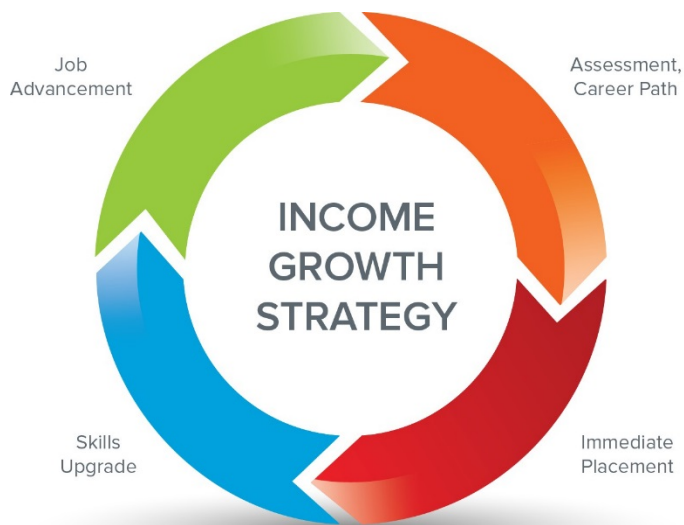 Job
Advancement
Assessment,
Career Path
INCOME
GROWTH
STRATEGY
Skills
Upgrade
Immediate
Placement